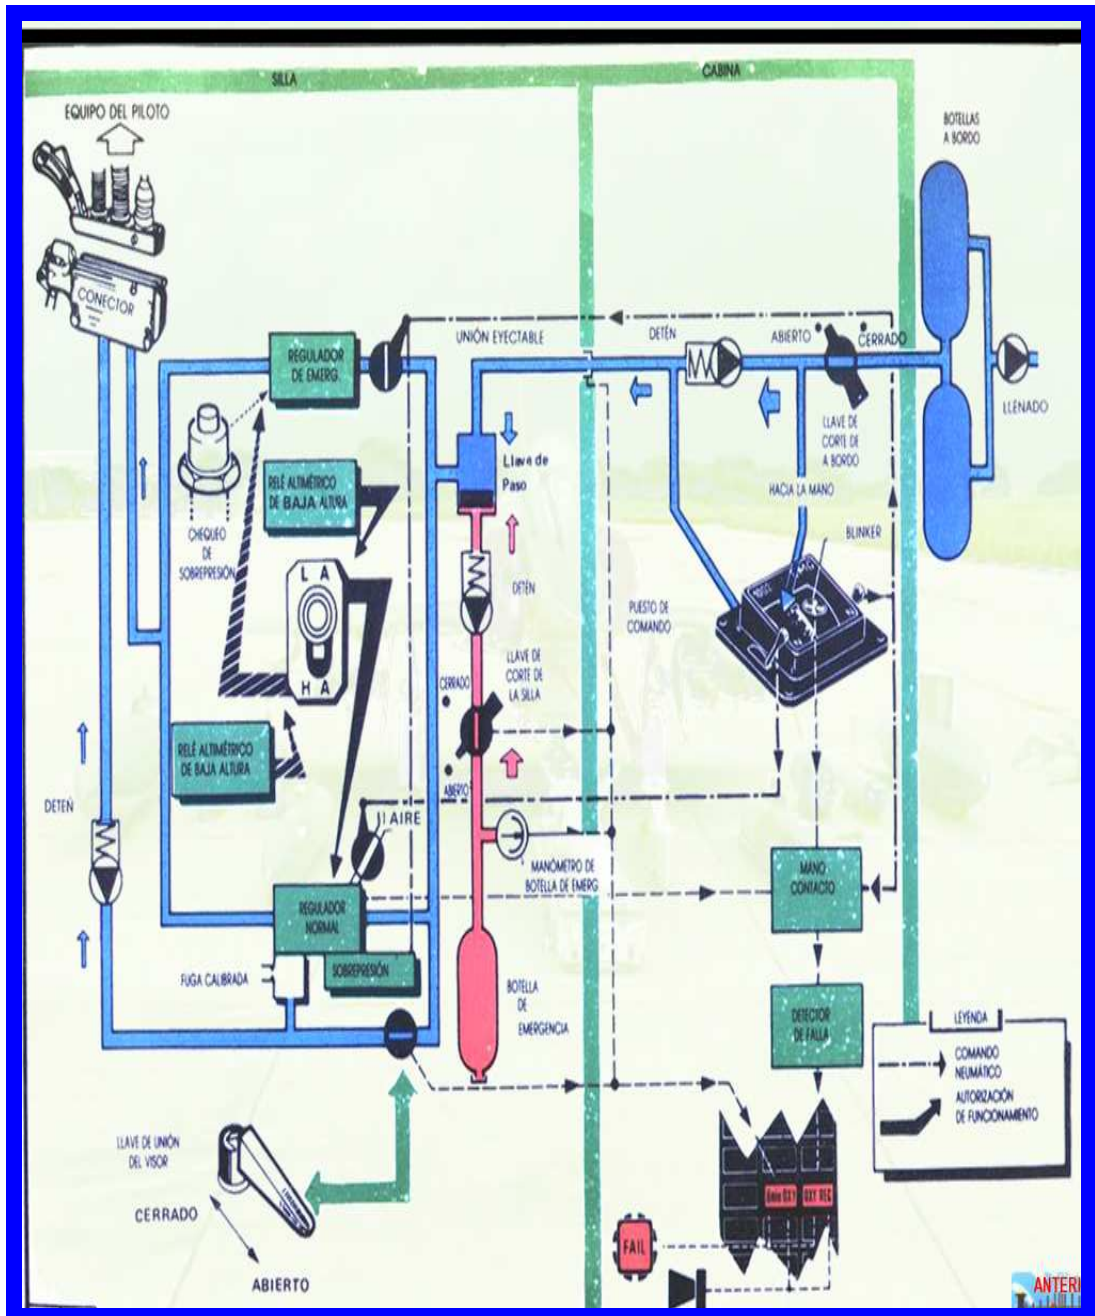 SILLA
CABINA
EQUIPO DEL PILOTO
BOTELLAS
A BORDO
CONECTOR
UNIÓN EYECTABLE
DETÉN
ABIERTO
CERRADO
REGULADOR
DE EMERG.
LLENADO
LLAVE DE
CORTE DE
A BORDO
Llave de
Paso
RELÉ ALTIMÉTRICO
DE BAJA ALTURA
HACIA LA MANO
CHEQUEO
DE
SOBREPRESIÓN
BLINKER
L A
DETÉN
PUESTO DE
COMANDO
H A
CERRADO
LLAVE DE
CORTE DE
LA SILLA
RELÉ ALTIMÉTRICO
DE BAJA ALTURA
ABIERTO
DETEÑ
AIRE
MANÓMETRO DE
BOTELLA DE EMERG
MANO
CONTACTO
REGULADOR
NORMAL
SOBREPRESIÓN
FUGA CALIBRADA
BOTELLA
DE
EMERGENCIA
DETECTOR
DE FALLA
LEYENDA
COMANDO
NEUMÁTICO
AUTORIZACIÓN
DE FUNCIONAMIENTO
LLAVE DE UNIÓN
DEL VISOR
CERRADO
ABIERTO
OXY REC
FAIL
ANTERI